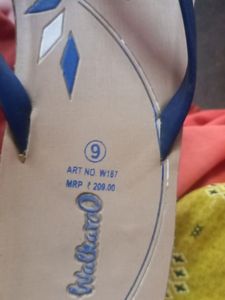 9
ART NO. W187
MRP ₹ 209.00
Walkaroo